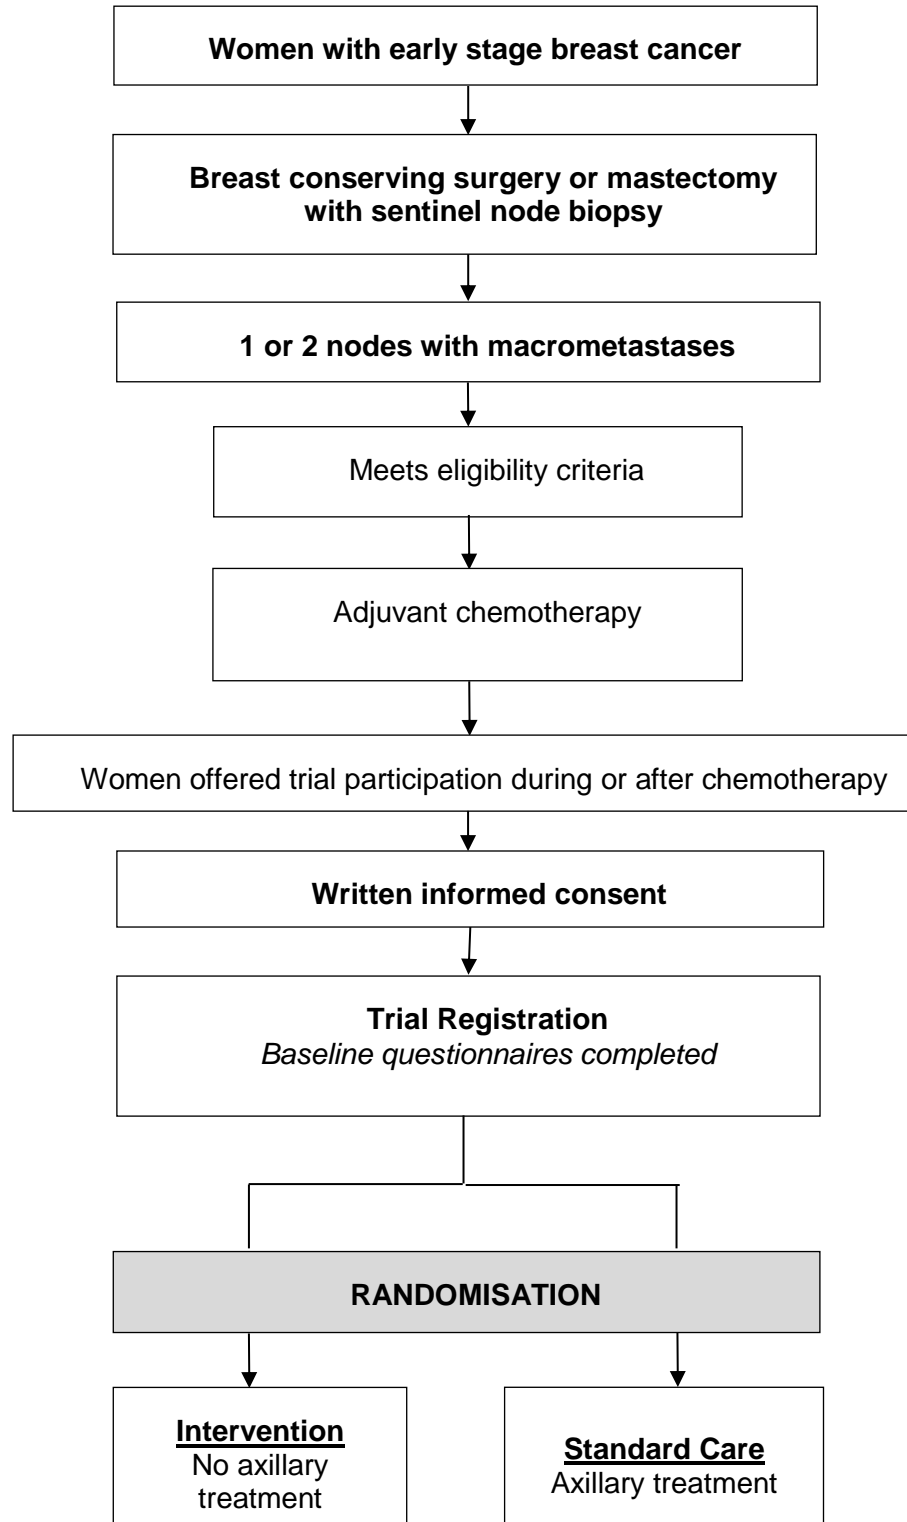 Women with early stage breast cancer
Breast conserving surgery or mastectomy
with sentinel node biopsy
1 or 2 nodes with macrometastases
Meets eligibility criteria
Adjuvant chemotherapy
Women offered trial participation during or after chemotherapy
Written informed consent
Trial Registration
Baseline questionnaires completed
RANDOMISATION
Intervention
No axillary
treatment
Standard Care
Axillary treatment